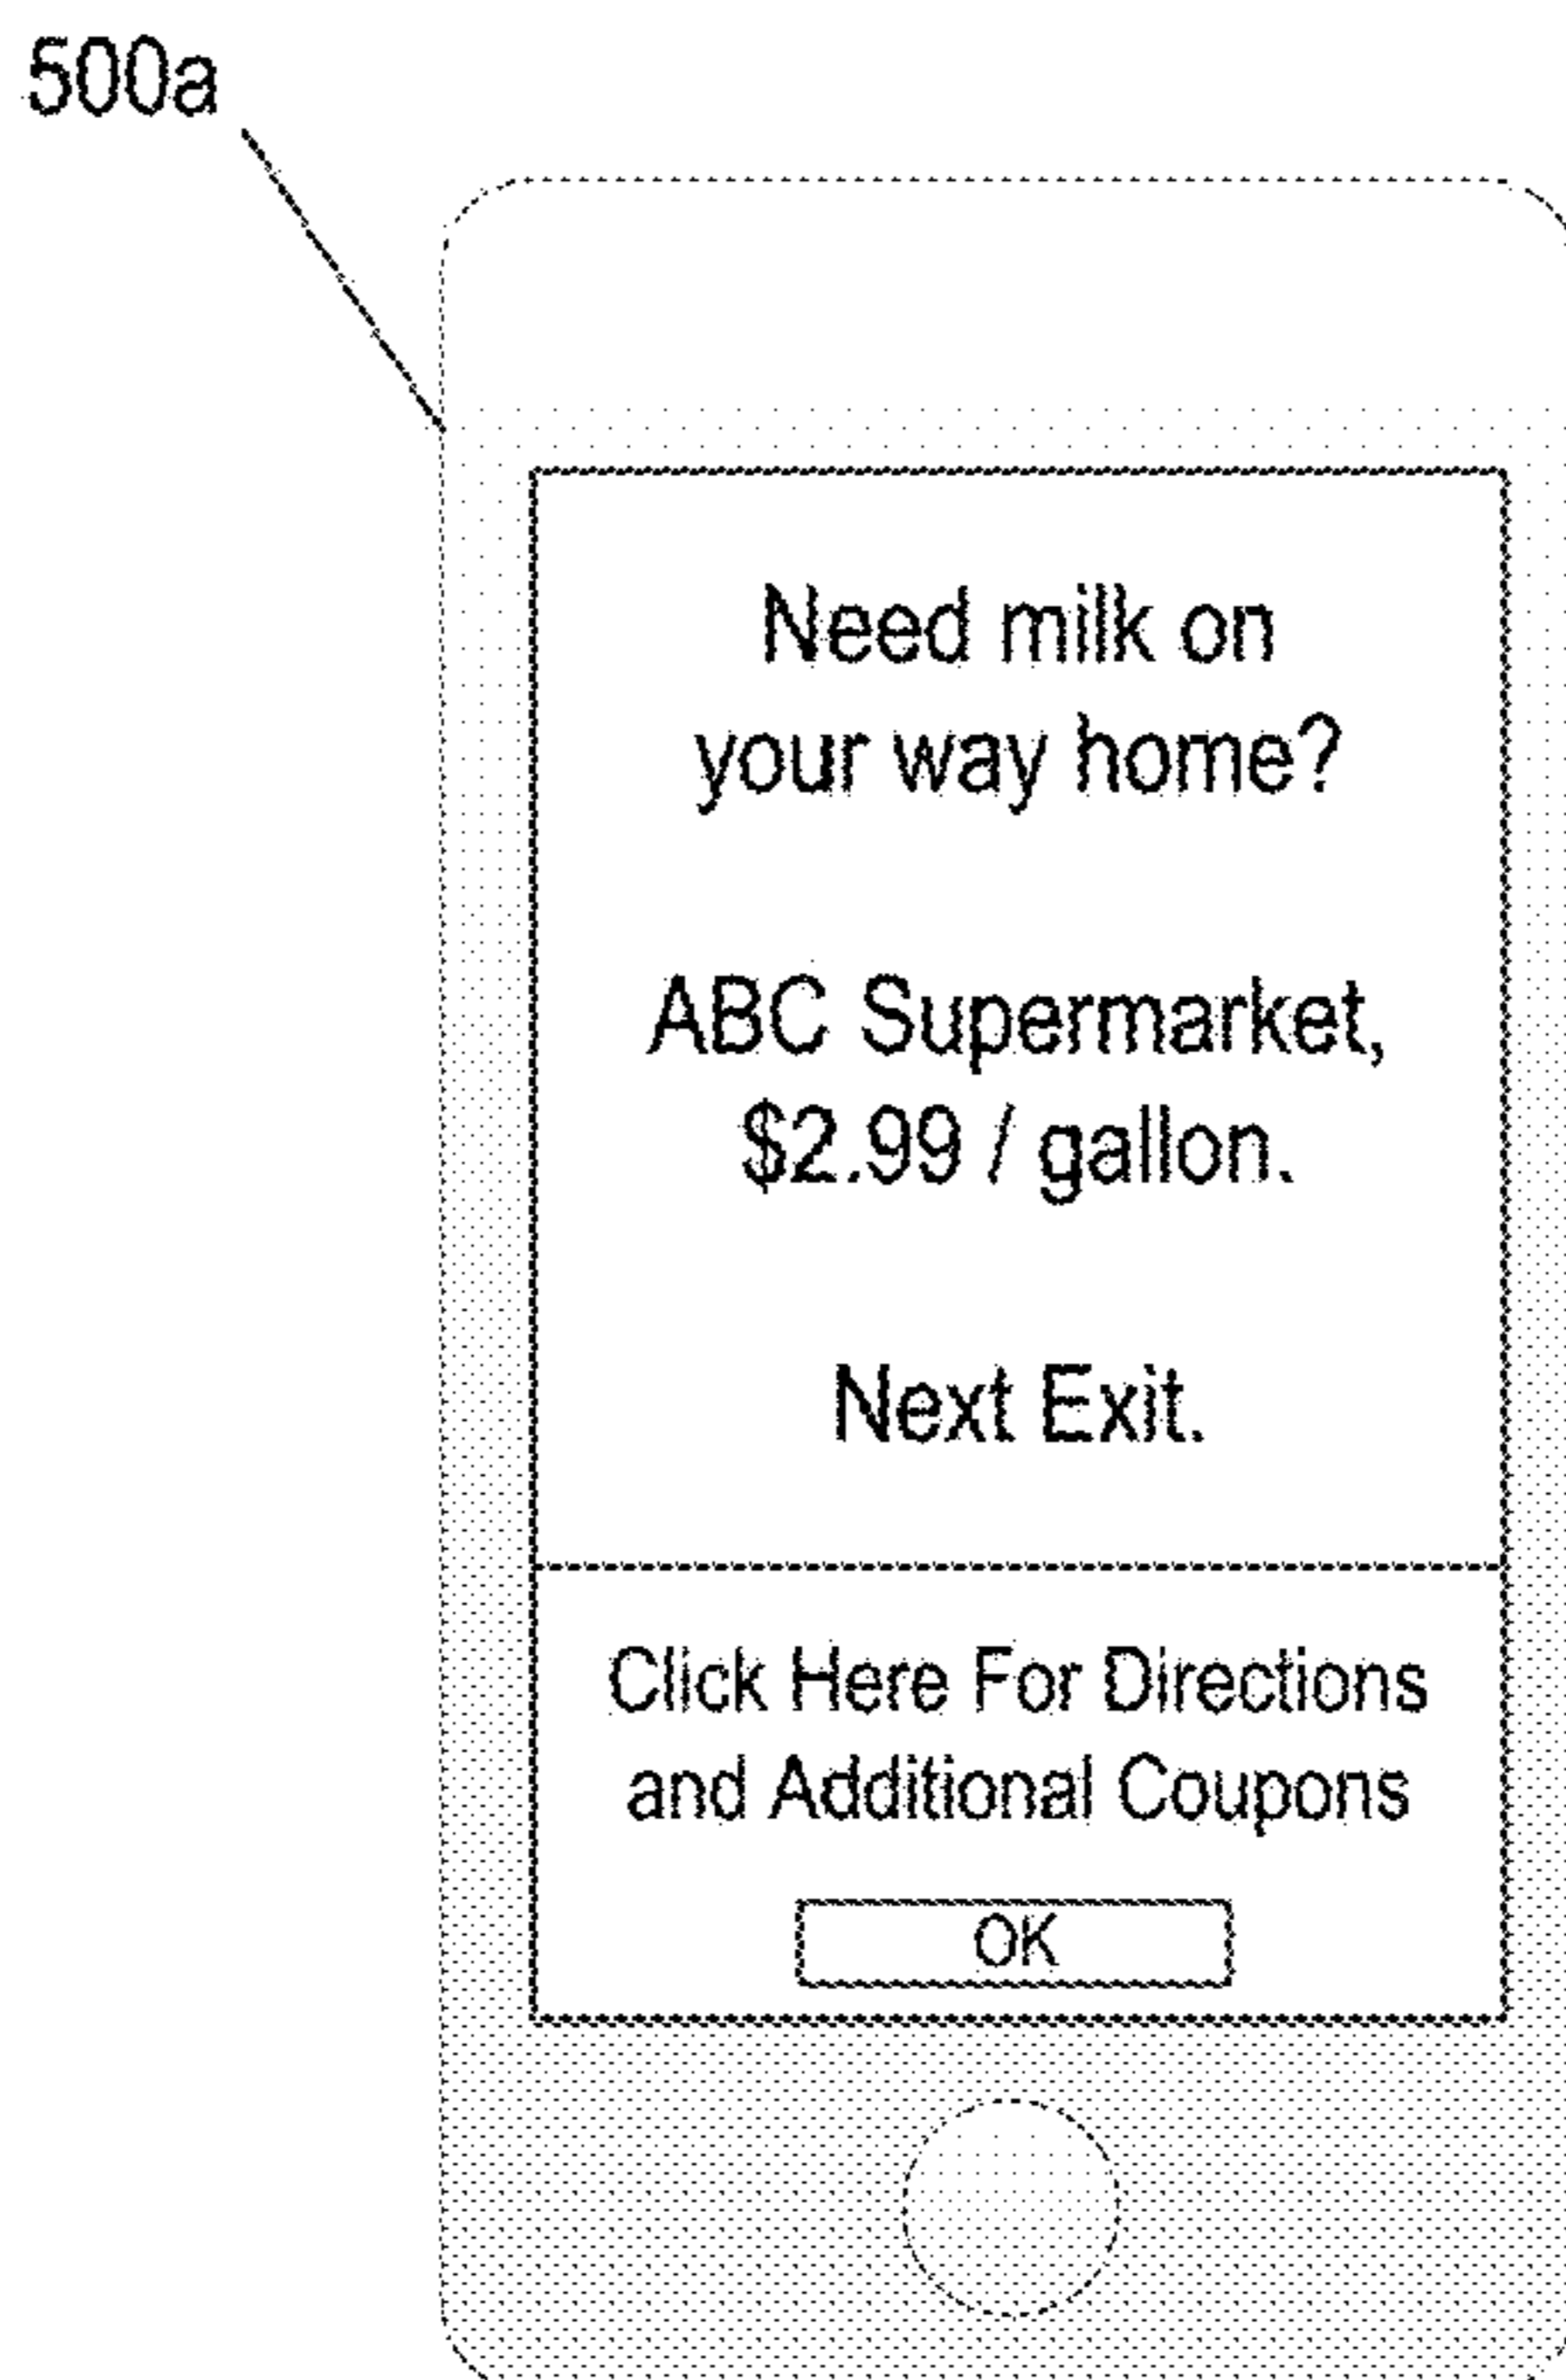 500a
Need milk on
your way home?
ABC Supermarket,
$2.99 / gallon.
Next Exit.
Click Here For Directions
and Additional Coupons
OK